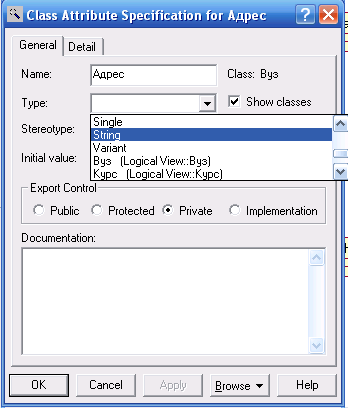 Class Attribute Specification for Адрес
General Detail
Name: Адрес Class: Вуз
Type: Show classes
Single
Stereotype: String
Variant
Initial value: Вуз (Logical View::Вуз)
Курс (Logical View::Курс)
Export Control
Public Protected Private Implementation
Documentation:
OK Cancel Apply Browse Help